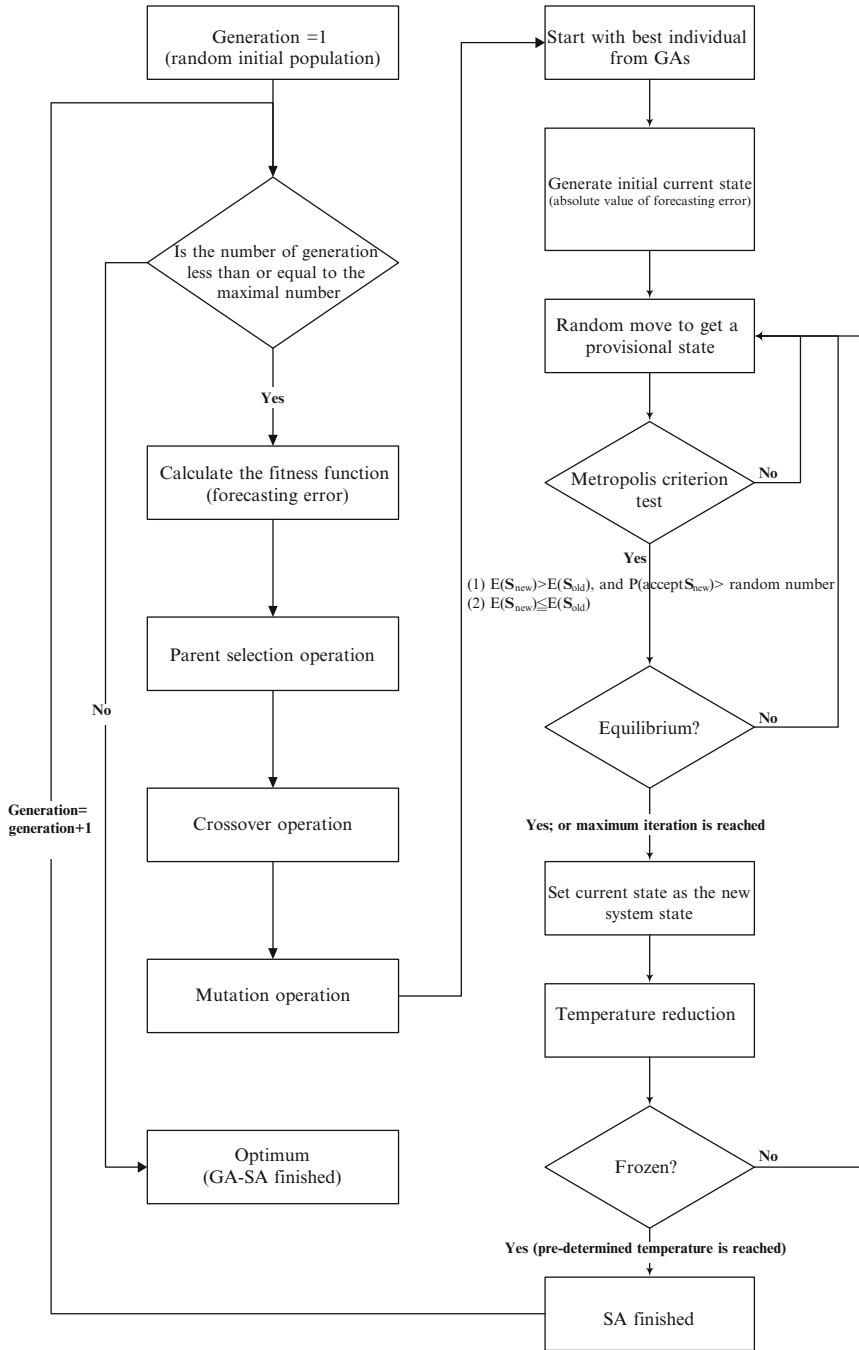 Generation =1
(random initial population)
Is the number of generation
less than or equal to the
maximal number
Yes
Calculate the fitness function
(forecasting error)
Parent selection operation
No
Generation=
generation+1
Crossover operation
Mutation operation
Optimum
(GA-SA finished)
Start with best individual
from GAs
Generate initial current state
(absolute value of forecasting error)
Random move to get a
provisional state
Metropolis criterion
test
No
Yes
(1) E(Snew)>E(Sold), and P(acceptSnew)> random number
(2) E(Snew)≦E(Sold)
Equilibrium?
No
Yes; or maximum iteration is reached
Set current state as the new
system state
Temperature reduction
Frozen?
No
Yes (pre-determined temperature is reached)
SA finished